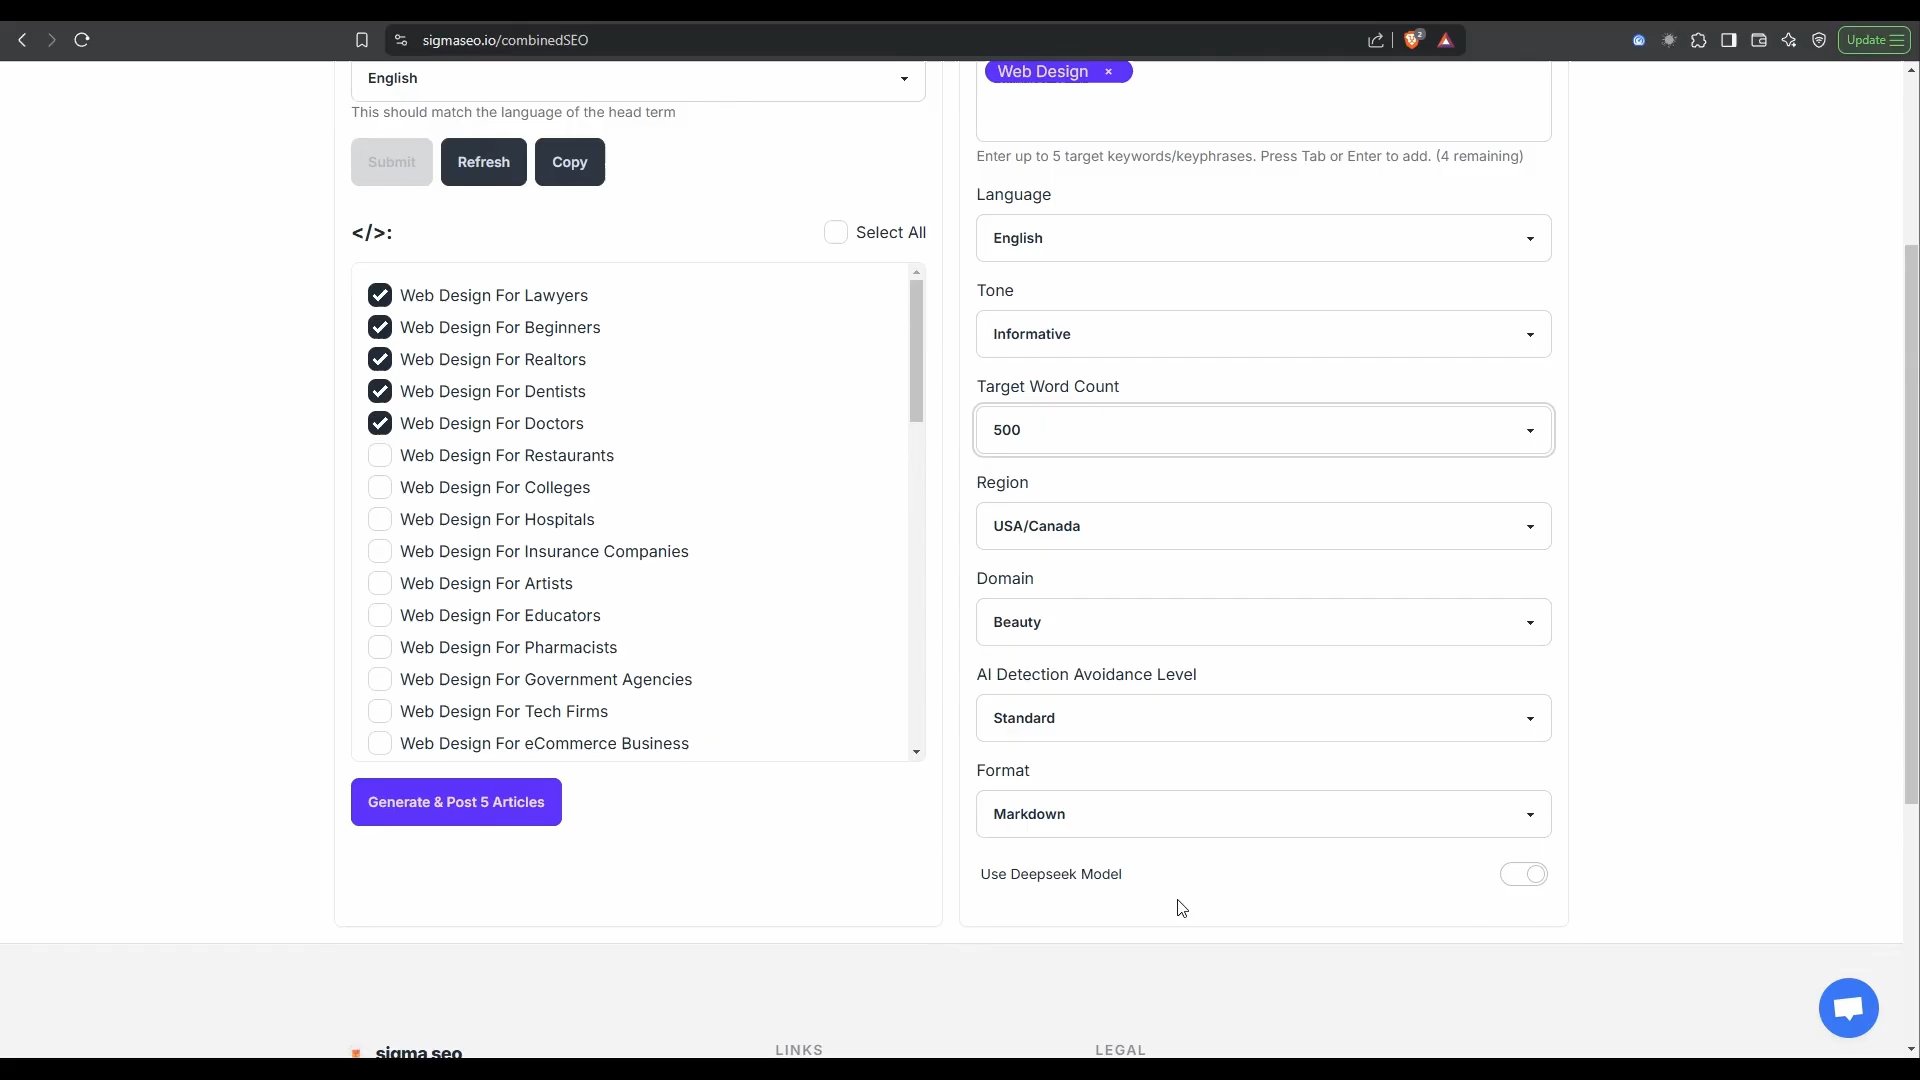 sigmaseo.io/combinedSEO
2
Update
English
This should match the language of the head term
Submit
Refresh
Copy
</>:
Select All
Web Design For Lawyers
Web Design For Beginners
Web Design For Realtors
Web Design For Dentists
Web Design For Doctors
Web Design For Restaurants
Web Design For Colleges
Web Design For Hospitals
Web Design For Insurance Companies
Web Design For Artists
Web Design For Educators
Web Design For Pharmacists
Web Design For Government Agencies
Web Design For Tech Firms
Web Design For eCommerce Business
Generate & Post 5 Articles
Web Design ×
Enter up to 5 target keywords/keyphrases. Press Tab or Enter to add. (4 remaining)
Language
English
Tone
Informative
Target Word Count
500
Region
USA/Canada
Domain
Beauty
AI Detection Avoidance Level
Standard
Format
Markdown
Use Deepseek Model
sigma seo
LINKS
LEGAL